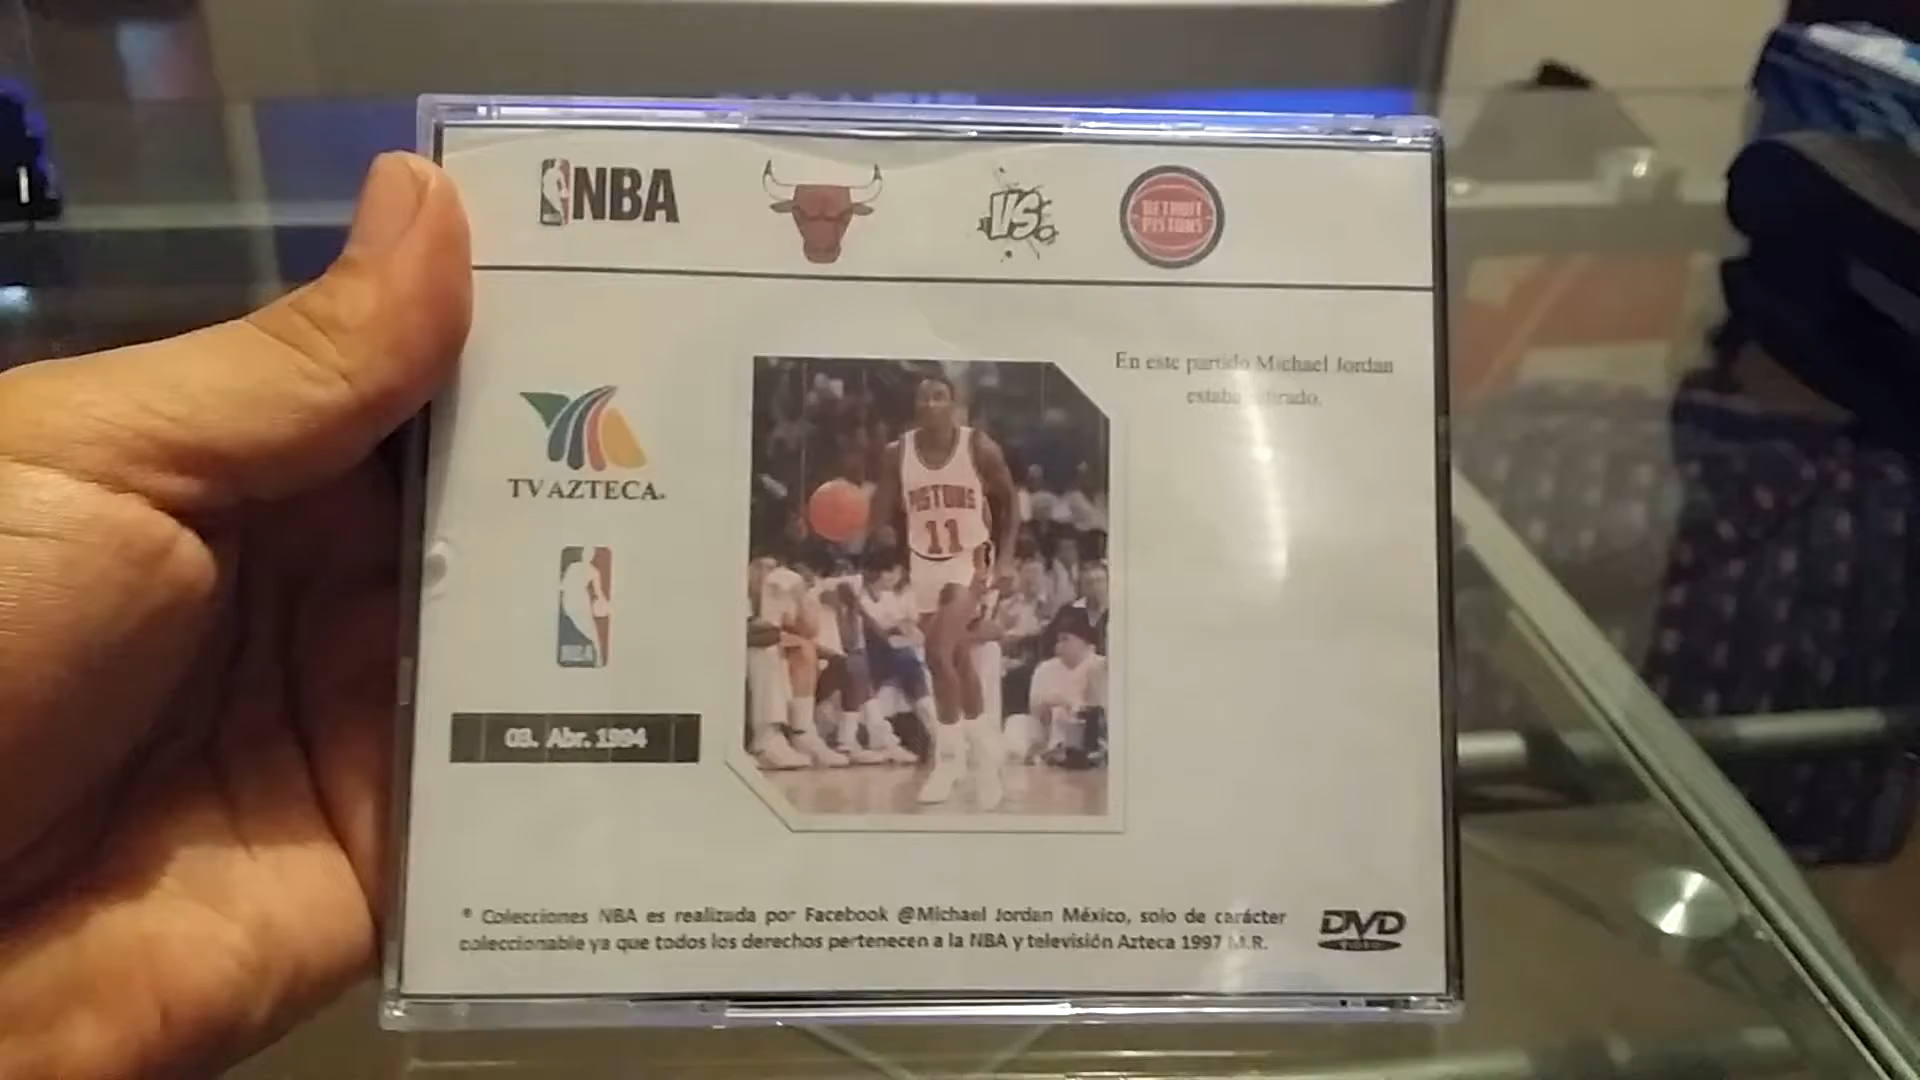 NBA VS. DETROIT PISTONS
En este partido Michael Jordan
estaba retirado.
TV AZTECA
PISTONS
11
NBA
03. Abr. 1994
* Colecciones NBA es realizada por Facebook @Michael Jordan México, solo de carácter
coleccionable ya que todos los derechos pertenecen a la NBA y televisión Azteca 1997 M.R.
DVD
VIDEO